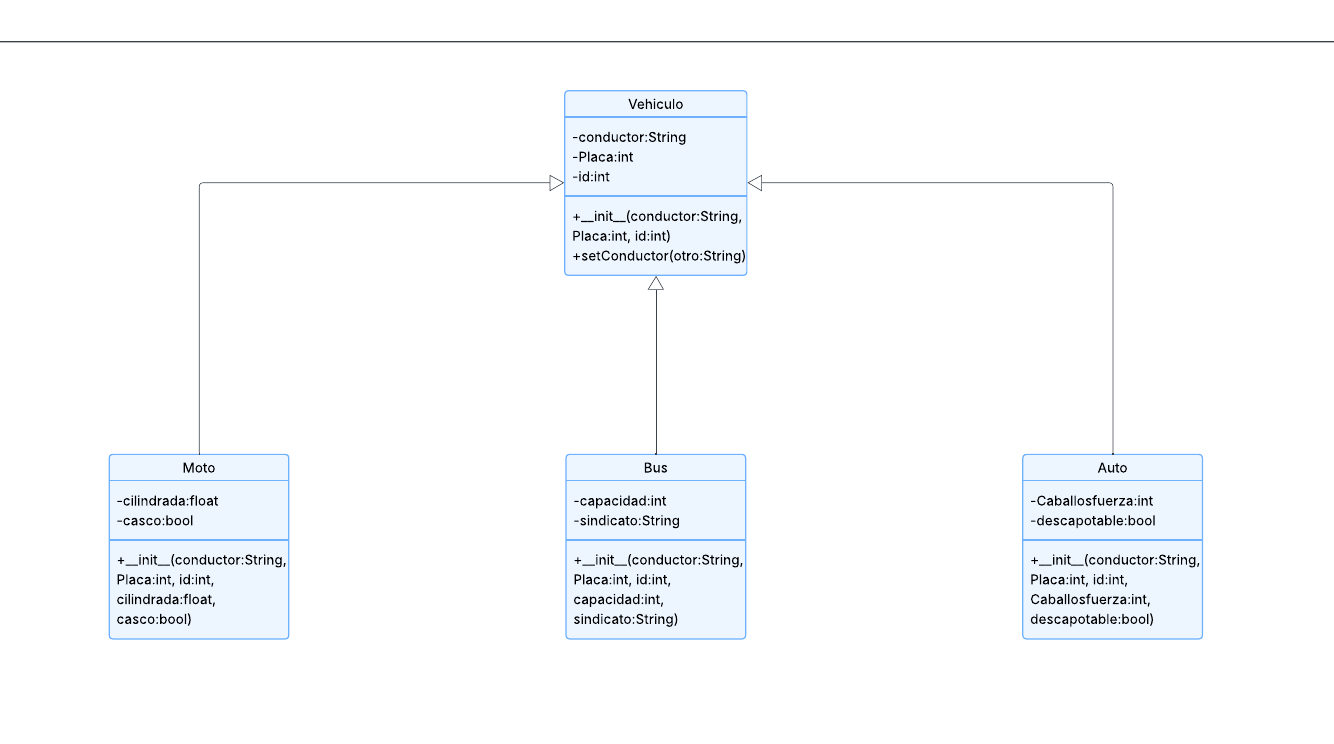 Vehiculo
-conductor:String
-Placa:int
-id:int
+__init__(conductor:String,
Placa:int, id:int)
+setConductor(otro:String)
Moto
-cilindrada:float
-casco:bool
+__init__(conductor:String,
Placa:int, id:int,
cilindrada:float,
casco:bool)
Bus
-capacidad:int
-sindicato:String
+__init__(conductor:String,
Placa:int, id:int,
capacidad:int,
sindicato:String)
Auto
-Caballosfuerza:int
-descapotable:bool
+__init__(conductor:String,
Placa:int, id:int,
Caballosfuerza:int,
descapotable:bool)